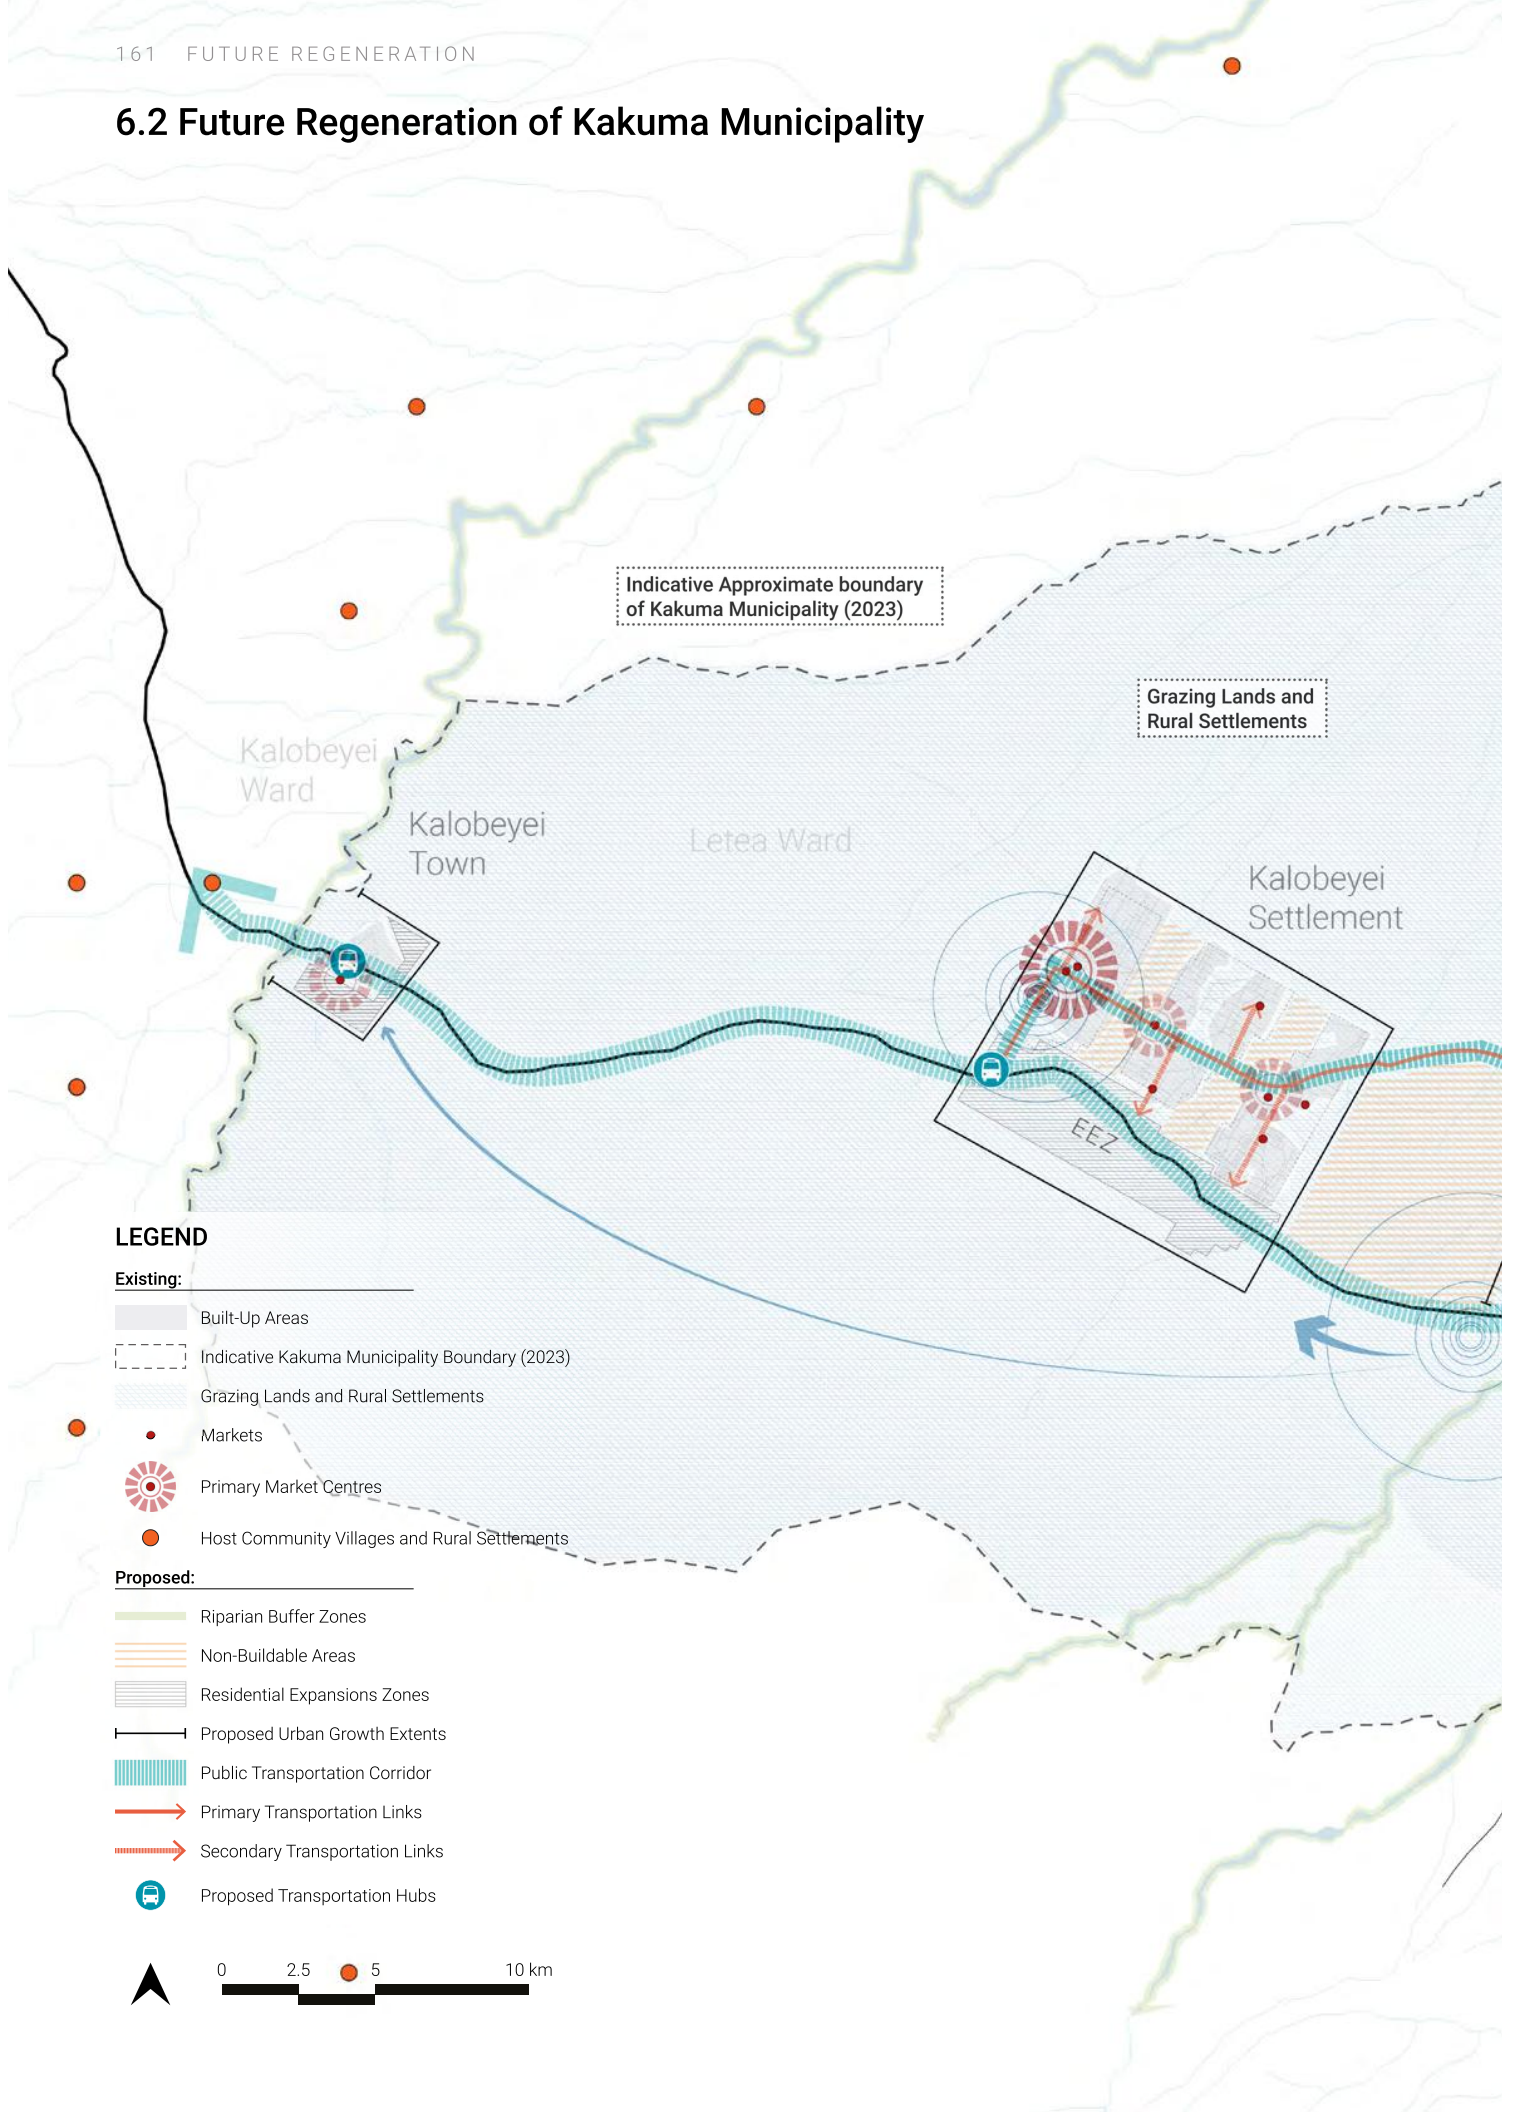 161 FUTURE REGENERATION
6.2 Future Regeneration of Kakuma Municipality
Indicative Approximate boundary
of Kakuma Municipality (2023)
Grazing Lands and
Rural Settlements
Kalobeyei
Ward
Kalobeyei
Town
Letea Ward
Kalobeyei
Settlement
EEZ
LEGEND
Existing:
Built-Up Areas
Indicative Kakuma Municipality Boundary (2023)
Grazing Lands and Rural Settlements
Markets
Primary Market Centres
Host Community Villages and Rural Settlements
Proposed:
Riparian Buffer Zones
Non-Buildable Areas
Residential Expansions Zones
Proposed Urban Growth Extents
Public Transportation Corridor
Primary Transportation Links
Secondary Transportation Links
Proposed Transportation Hubs
0 2.5 5 10 km